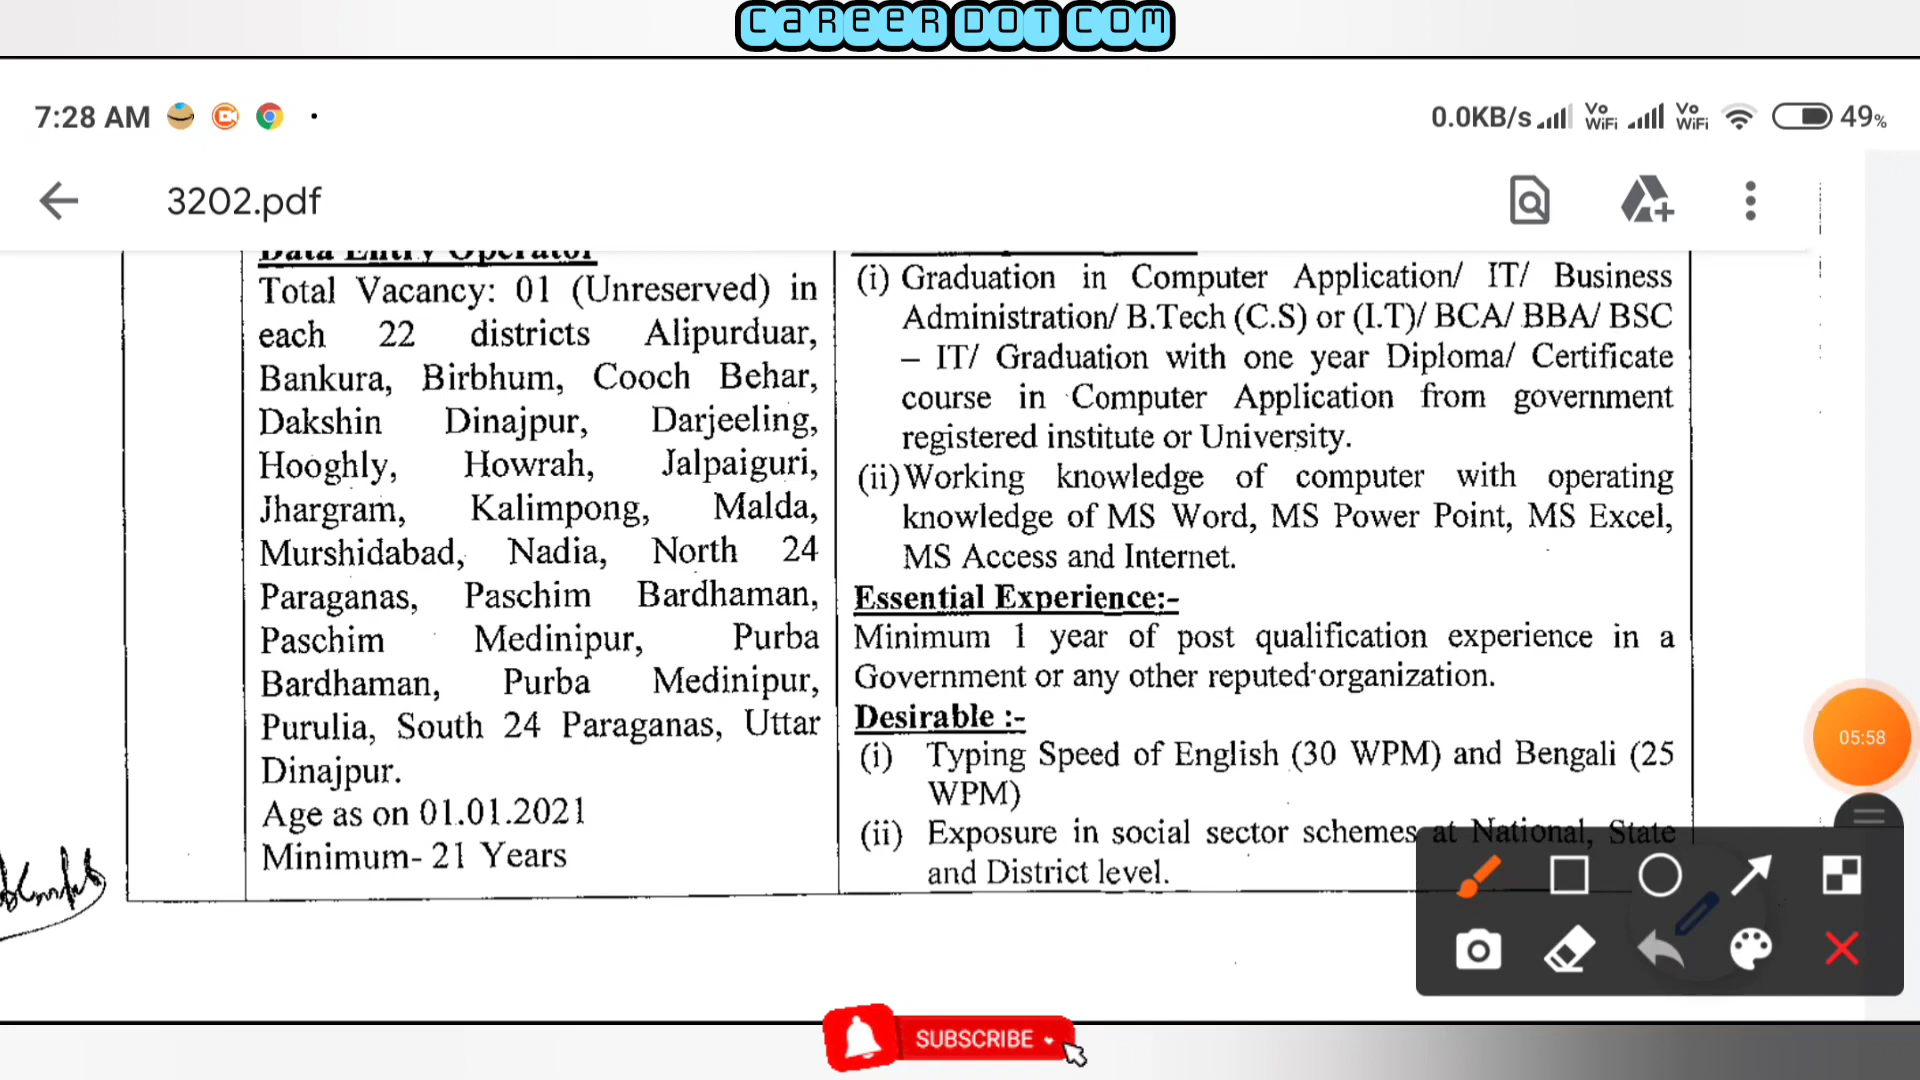 CAREER DOT COM
7:28 AM
0.0KB/s Vo WiFi Vo WiFi 49%
3202.pdf
Data Entry Operator
Total Vacancy: 01 (Unreserved) in
each 22 districts Alipurduar,
Bankura, Birbhum, Cooch Behar,
Dakshin Dinajpur, Darjeeling,
Hooghly, Howrah, Jalpaiguri,
Jhargram, Kalimpong, Malda,
Murshidabad, Nadia, North 24
Paraganas, Paschim Bardhaman,
Paschim Medinipur, Purba
Bardhaman, Purba Medinipur,
Purulia, South 24 Paraganas, Uttar
Dinajpur.
Age as on 01.01.2021
Minimum- 21 Years
(i) Graduation in Computer Application/ IT/ Business
Administration/ B.Tech (C.S) or (I.T)/ BCA/ BBA/ BSC
– IT/ Graduation with one year Diploma/ Certificate
course in Computer Application from government
registered institute or University.
(ii) Working knowledge of computer with operating
knowledge of MS Word, MS Power Point, MS Excel,
MS Access and Internet.
Essential Experience:-
Minimum 1 year of post qualification experience in a
Government or any other reputed organization.
Desirable :-
(i) Typing Speed of English (30 WPM) and Bengali (25
WPM)
(ii) Exposure in social sector schemes at National, State
and District level.
05:58
SUBSCRIBE